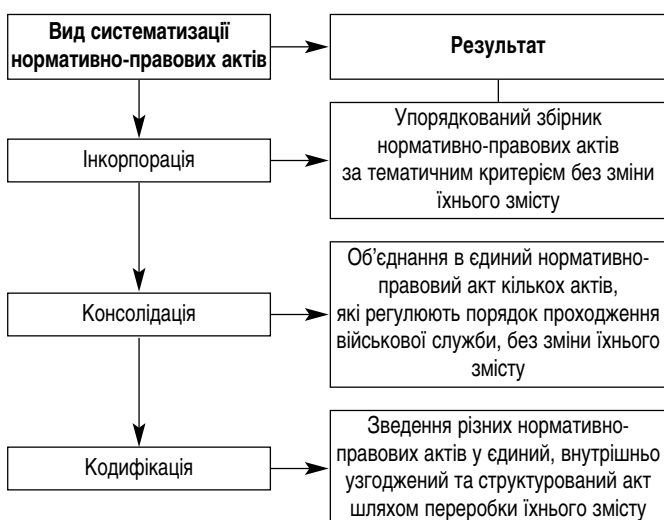 Вид систематизації
нормативно-правових актів
Результат
Інкорпорація
Упорядкований збірник
нормативно-правових актів
за тематичним критерієм без зміни
їхнього змісту
Консолідація
Об’єднання в єдиний нормативно-
правовий акт кількох актів,
які регулюють порядок проходження
військової служби, без зміни їхнього
змісту
Кодифікація
Зведення різних нормативно-
правових актів у єдиний, внутрішньо
узгоджений та структурований акт
шляхом переробки їхнього змісту